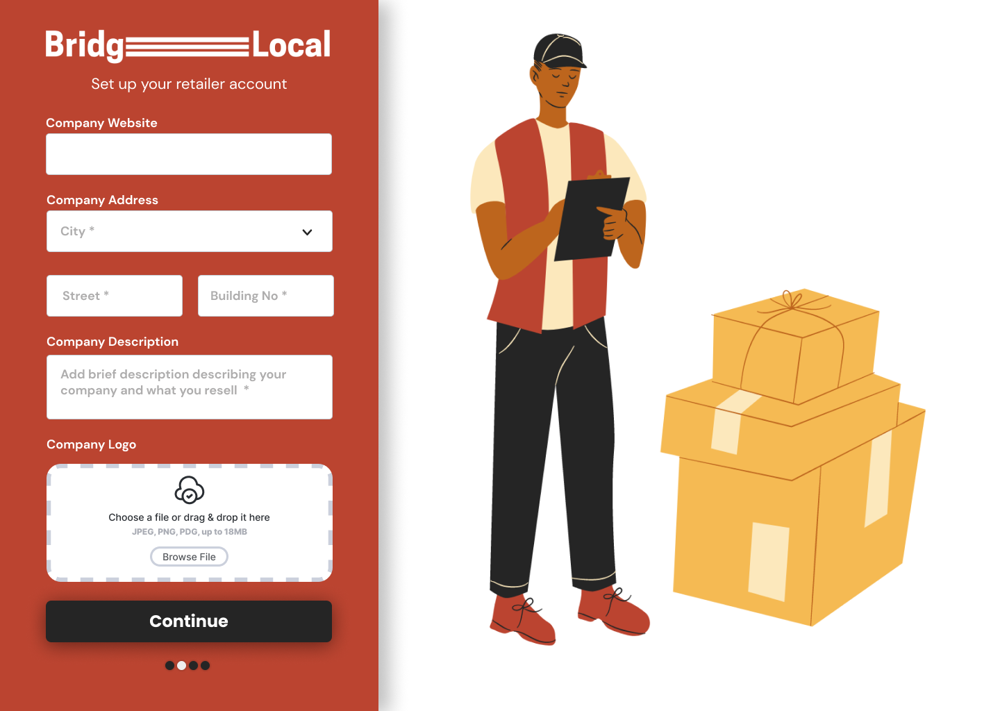 Bridg Local
Set up your retailer account
Company Website
Company Address
City *
Street *
Building No *
Company Description
Add brief description describing your
company and what you resell *
Company Logo
Choose a file or drag & drop it here
JPEG, PNG, PDG, up to 18MB
Browse File
Continue